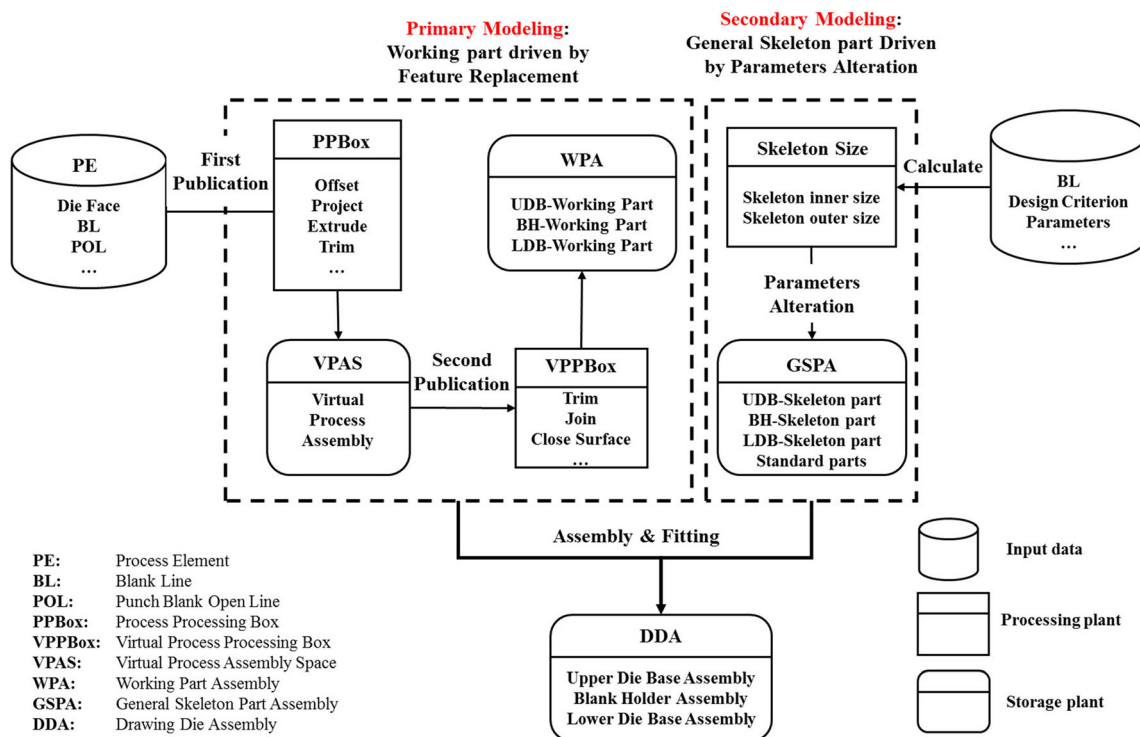 Primary Modeling:
Working part driven by
Feature Replacement
Secondary Modeling:
General Skeleton part Driven
by Parameters Alteration
PE
Die Face
BL
POL
…
First
Publication
PPBox
Offset
Project
Extrude
Trim
…
WPA
UDB-Working Part
BH-Working Part
LDB-Working Part
Skeleton Size
Skeleton inner size
Skeleton outer size
Calculate
BL
Design Criterion
Parameters
…
Parameters
Alteration
VPAS
Virtual
Process
Assembly
Second
Publication
VPPBox
Trim
Join
Close Surface
…
GSPA
UDB-Skeleton part
BH-Skeleton part
LDB-Skeleton part
Standard parts
Assembly & Fitting
DDA
Upper Die Base Assembly
Blank Holder Assembly
Lower Die Base Assembly
PE: Process Element
BL: Blank Line
POL: Punch Blank Open Line
PPBox: Process Processing Box
VPPBox: Virtual Process Processing Box
VPAS: Virtual Process Assembly Space
WPA: Working Part Assembly
GSPA: General Skeleton Part Assembly
DDA: Drawing Die Assembly
Input data
Processing plant
Storage plant